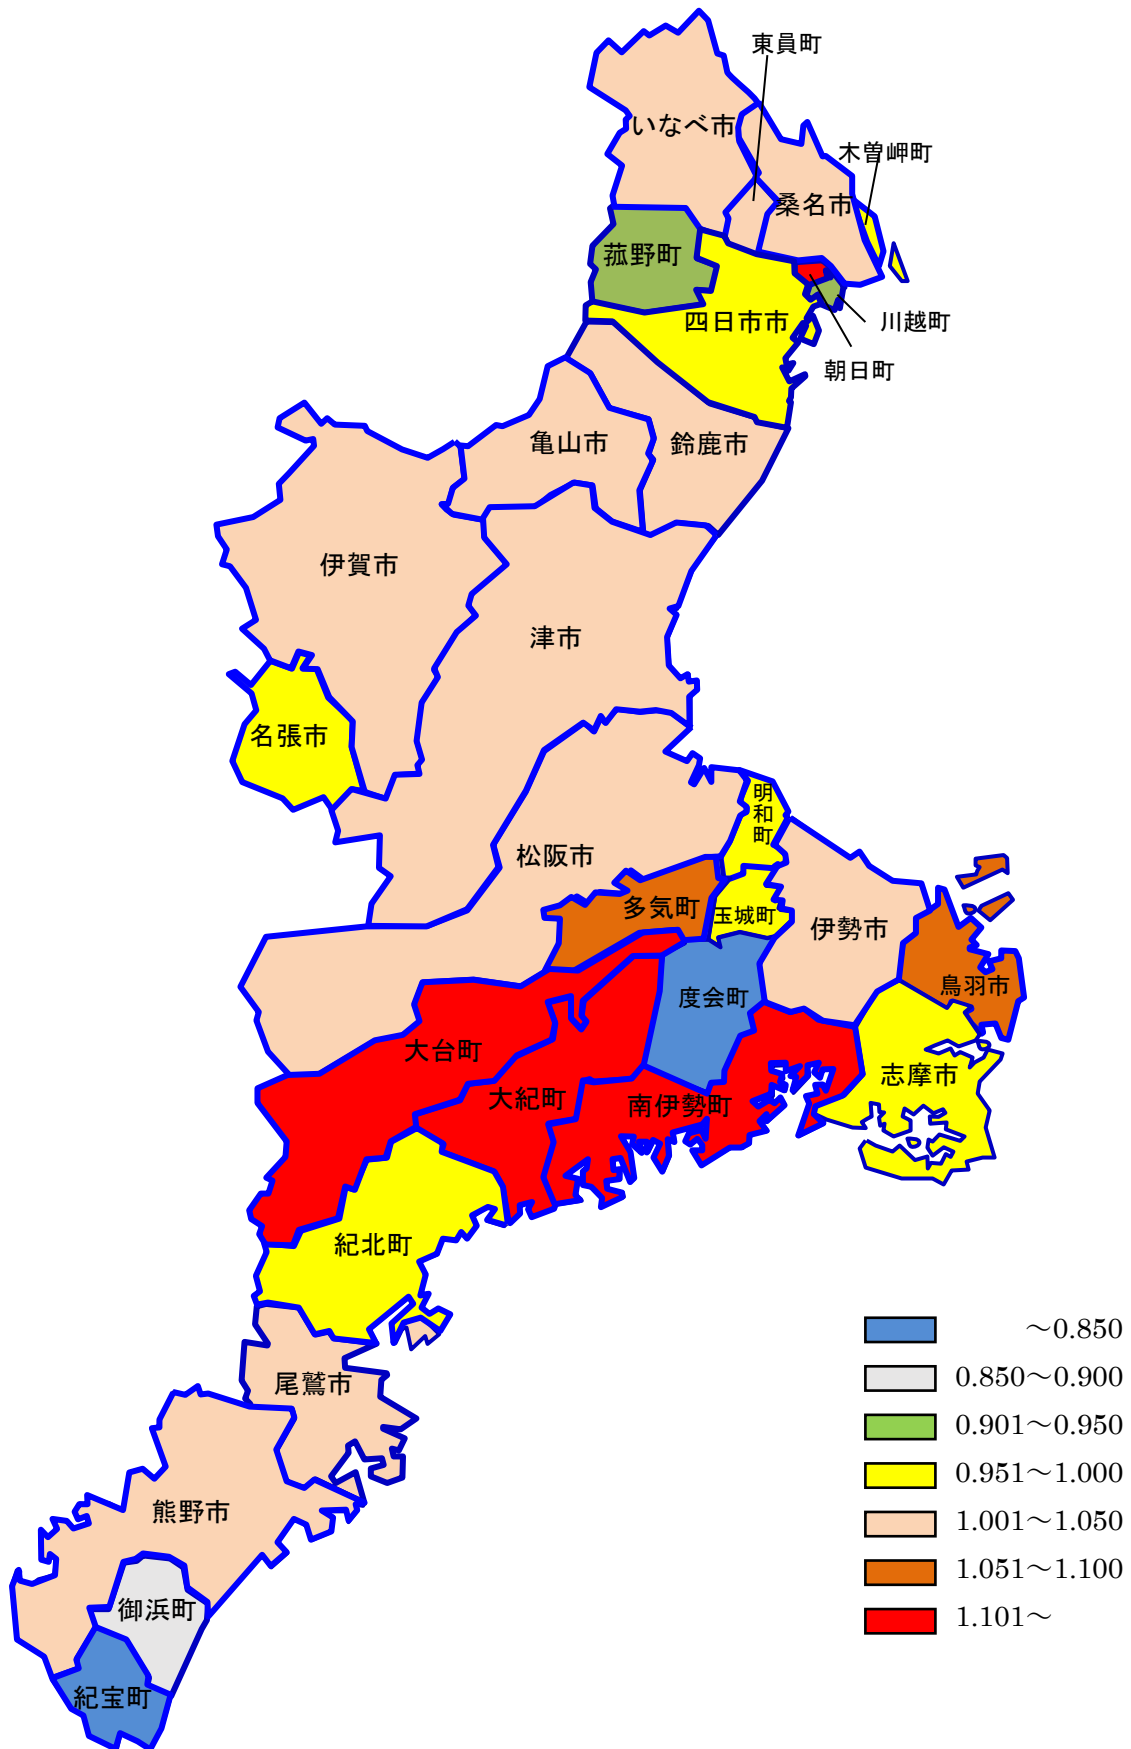 東員町
いなべ市
木曽岬町
桑名市
菰野町
四日市市
川越町
朝日町
亀山市
鈴鹿市
伊賀市
津市
名張市
明和町
松阪市
多気町
玉城町
伊勢市
鳥羽市
度会町
大台町
志摩市
大紀町
南伊勢町
紀北町
尾鷲市
熊野市
御浜町
紀宝町
～0.850
0.850～0.900
0.901～0.950
0.951～1.000
1.001～1.050
1.051～1.100
1.101～